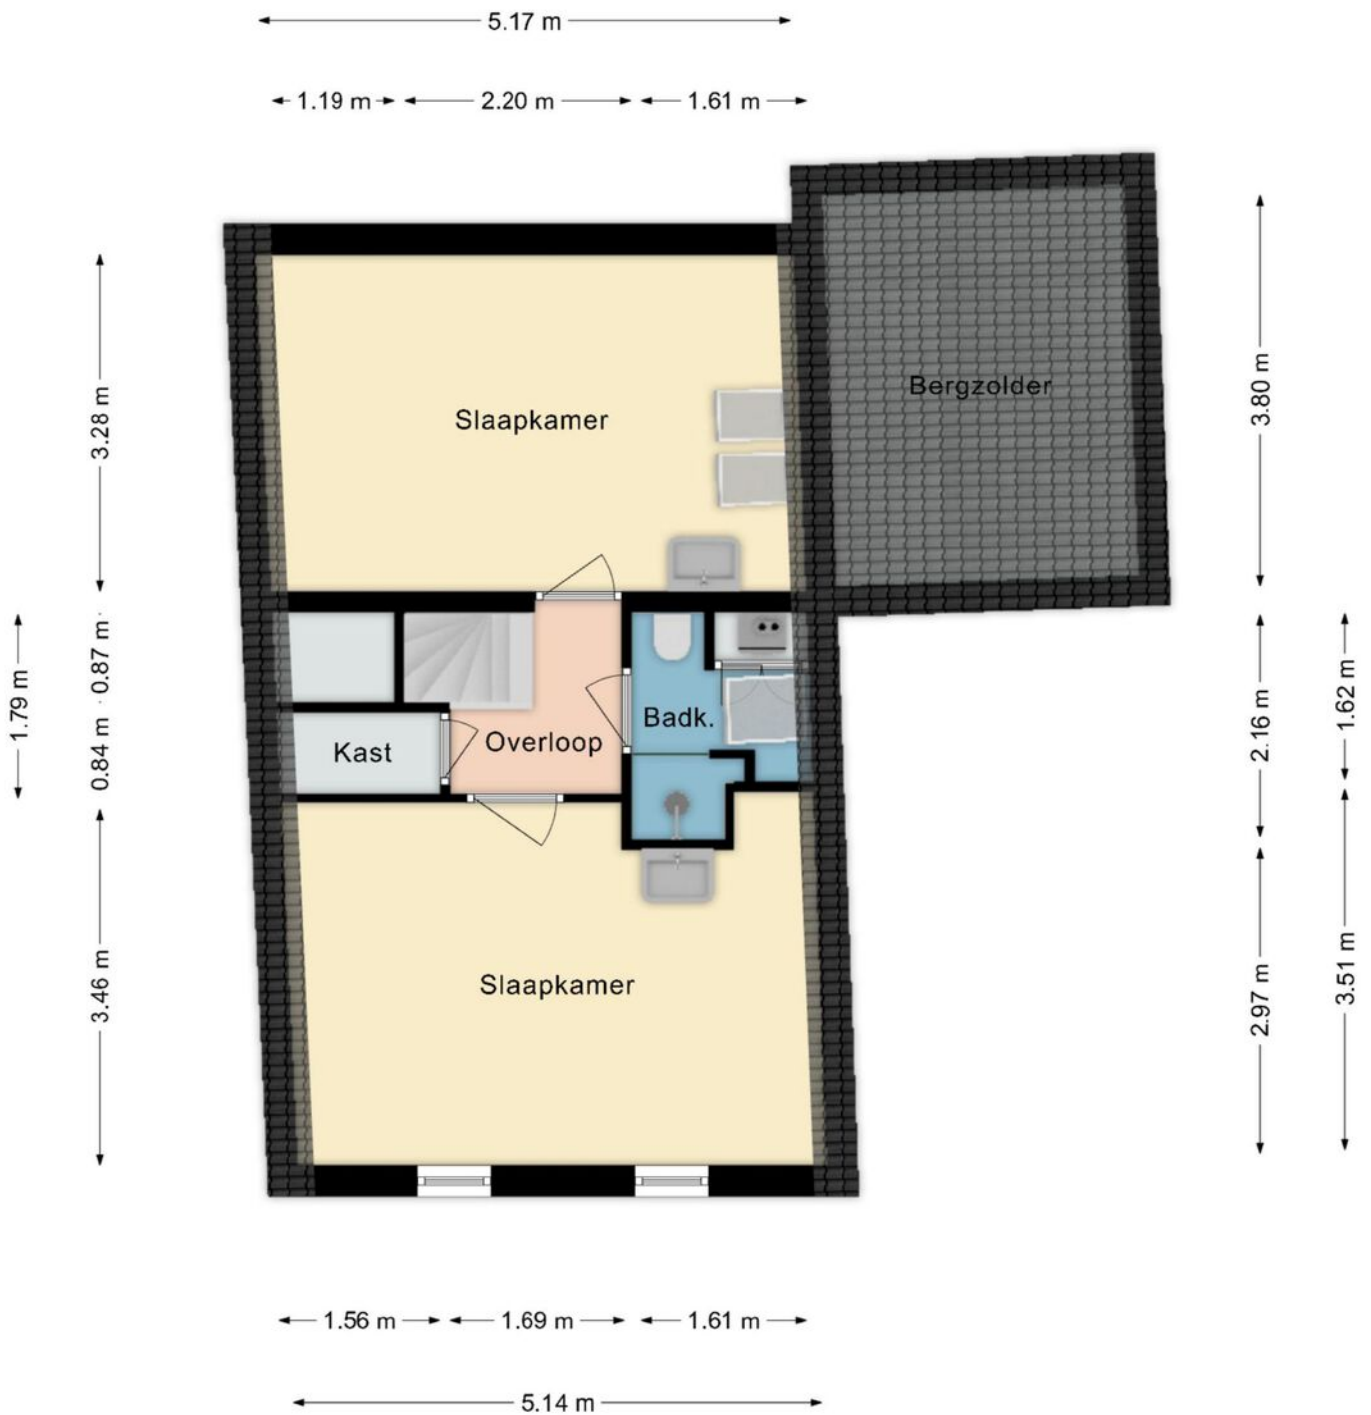 5.17 m
1.19 m 2.20 m 1.61 m
Bergzolder
3.80 m
3.28 m
Slaapkamer
1.79 m
0.87 m
0.84 m
Kast
Overloop
Badk.
2.16 m
1.62 m
Slaapkamer
3.46 m
2.97 m
3.51 m
1.56 m 1.69 m 1.61 m
5.14 m